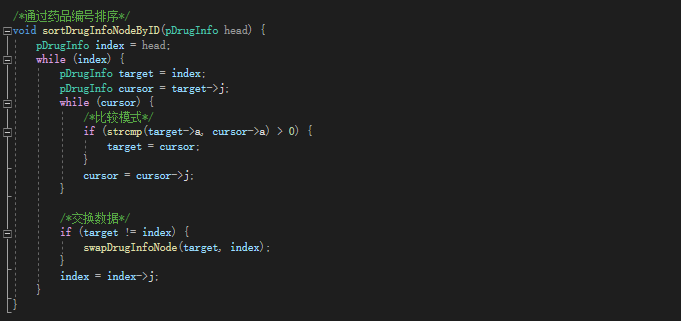 /*通过药品编号排序*/
void sortDrugInfoNodeByID(pDrugInfo head) {
    pDrugInfo index = head;
    while (index) {
        pDrugInfo target = index;
        pDrugInfo cursor = target->j;
        while (cursor) {
            /*比较模式*/
            if (strcmp(target->a, cursor->a) > 0) {
                target = cursor;
            }
            cursor = cursor->j;
        }
        /*交换数据*/
        if (target != index) {
            swapDrugInfoNode(target, index);
        }
        index = index->j;
    }
}